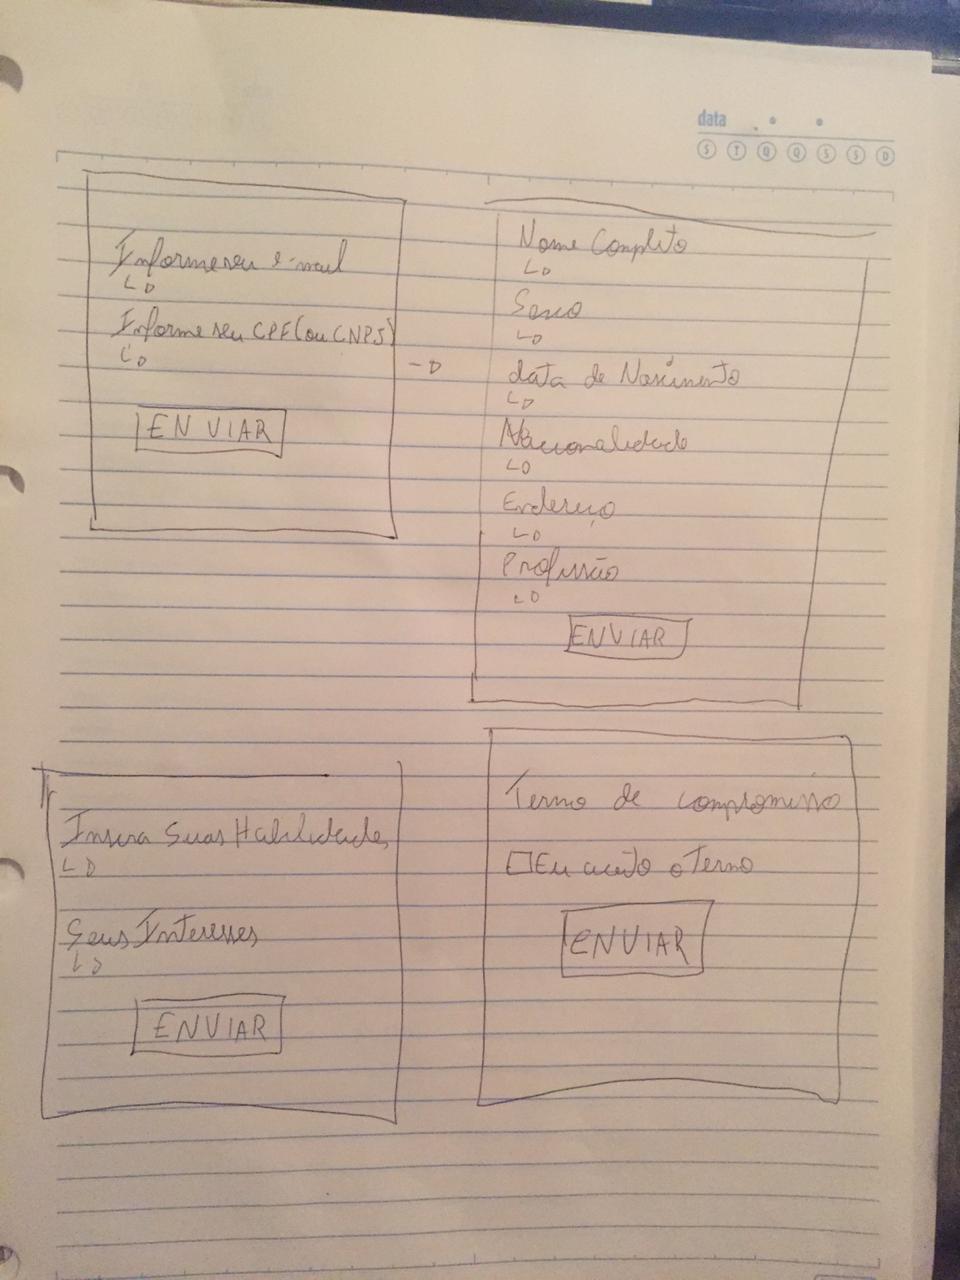 data
S T Q Q S S D
Informe seu e-mail
Informe seu CPF (ou CNPJ)
ENVIAR
Nome Completo
Sexo
data de Nascimento
Nacionalidade
Endereço
Profissão
ENVIAR
Insira Suas Habilidades
Seus Interesses
ENVIAR
Termo de compromisso
Eu aceito o Termo
ENVIAR